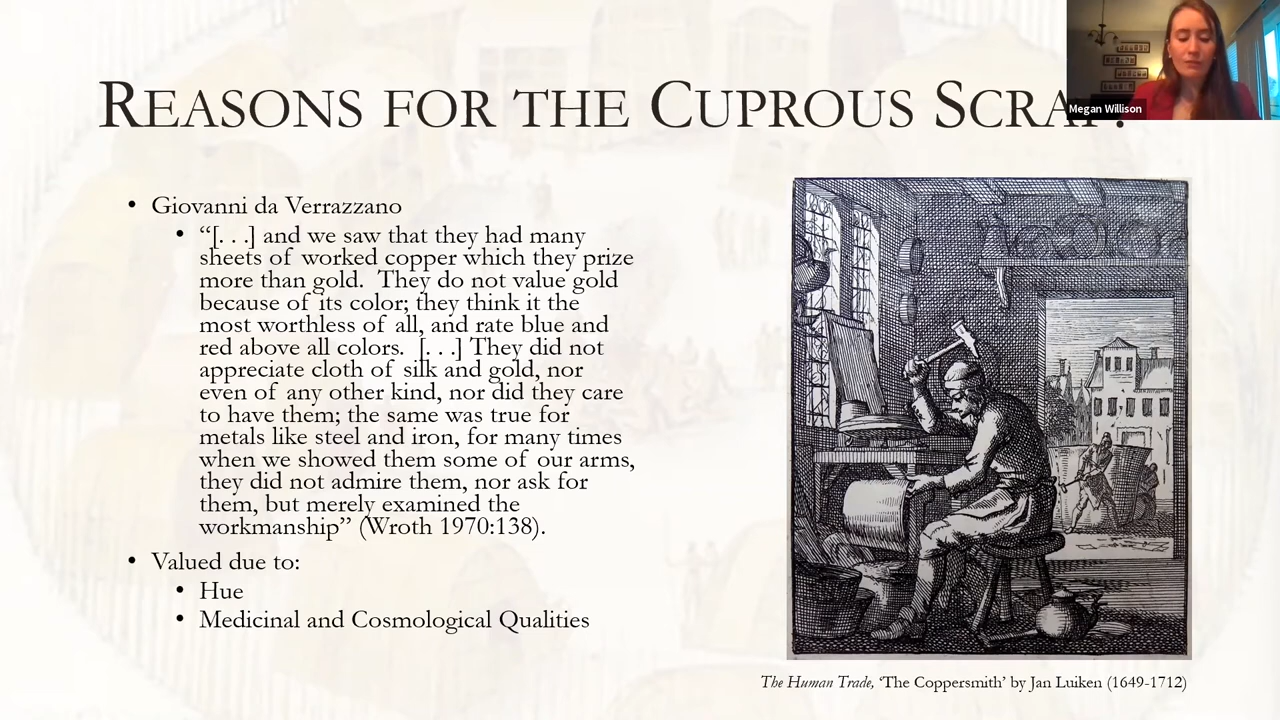 REASONS FOR THE CUPROUS SCRAP?
Megan Willison
• Giovanni da Verrazzano
• “[. . .] and we saw that they had many
sheets of worked copper which they prize
more than gold. They do not value gold
because of its color; they think it the
most worthless of all, and rate blue and
red above all colors. [. . .] They did not
appreciate cloth of silk and gold, nor
even of any other kind, nor did they care
to have them; the same was true for
metals like steel and iron, for many times
when we showed them some of our arms,
they did not admire them, nor ask for
them, but merely examined the
workmanship” (Wroth 1970:138).
• Valued due to:
• Hue
• Medicinal and Cosmological Qualities
The Human Trade, ‘The Coppersmith’ by Jan Luiken (1649-1712)